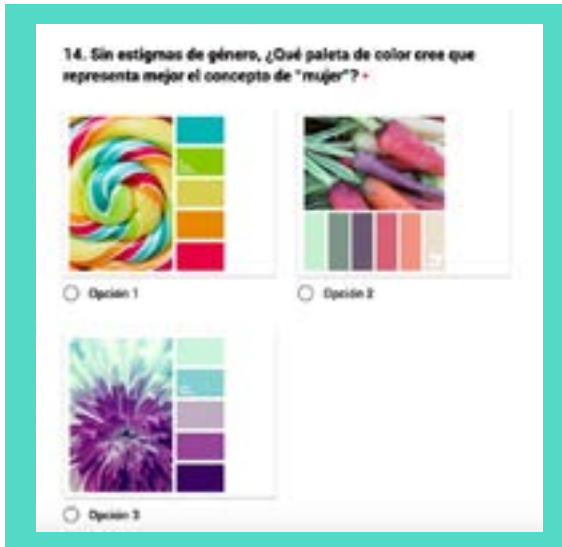 14. Sin estigmas de género, ¿Qué paleta de color cree que
representa mejor el concepto de "mujer"? *
Opción 1
Opción 2
Opción 3